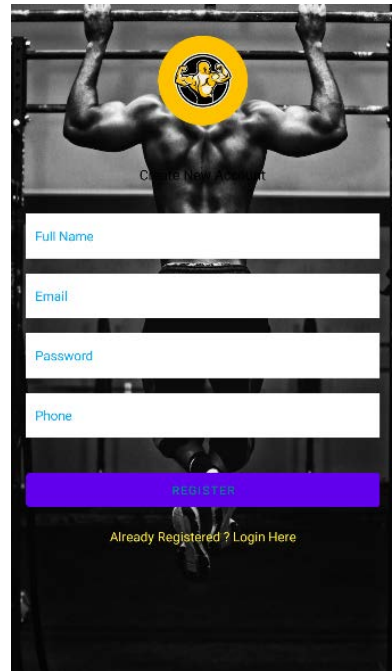 Create New Account
Full Name
Email
Password
Phone
REGISTER
Already Registered ? Login Here